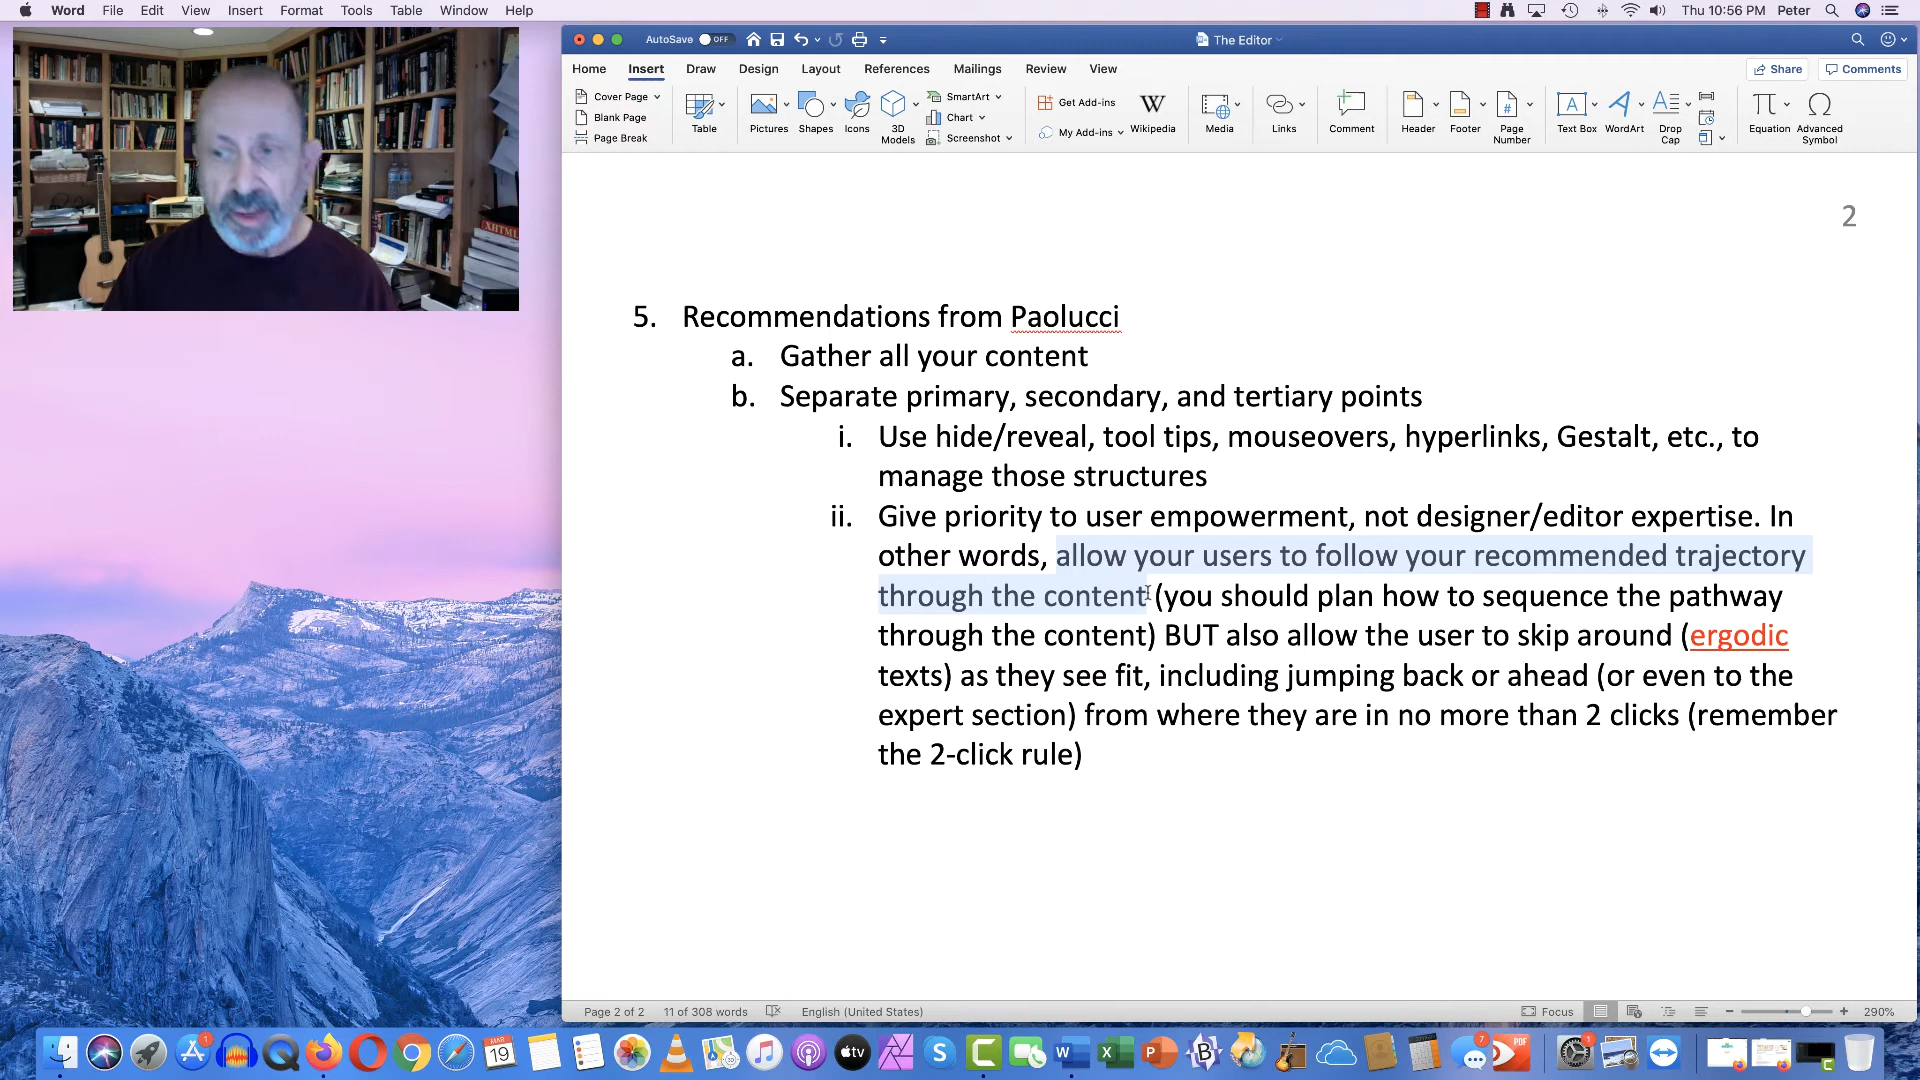 Word File Edit View Insert Format Tools Table Window Help Thu 10:56 PM Peter
AutoSave OFF The Editor
Home Insert Draw Design Layout References Mailings Review View Share Comments
Cover Page
Blank Page
Page Break
Table
Pictures
Shapes
Icons
3D Models
SmartArt
Chart
Screenshot
Get Add-ins
My Add-ins
W
Wikipedia
Media
Links
Comment
Header
Footer
Page Number
Text Box
WordArt
Drop Cap
Equation
Advanced Symbol
XHTML
2
5. Recommendations from Paolucci
a. Gather all your content
b. Separate primary, secondary, and tertiary points
i. Use hide/reveal, tool tips, mouseovers, hyperlinks, Gestalt, etc., to
manage those structures
ii. Give priority to user empowerment, not designer/editor expertise. In
other words, allow your users to follow your recommended trajectory
through the content (you should plan how to sequence the pathway
through the content) BUT also allow the user to skip around (ergodic
texts) as they see fit, including jumping back or ahead (or even to the
expert section) from where they are in no more than 2 clicks (remember
the 2-click rule)
Page 2 of 2 11 of 308 words English (United States) Focus 290%
1
MAR
19
tv
S
C
W
X
P
B
7
PDF
1